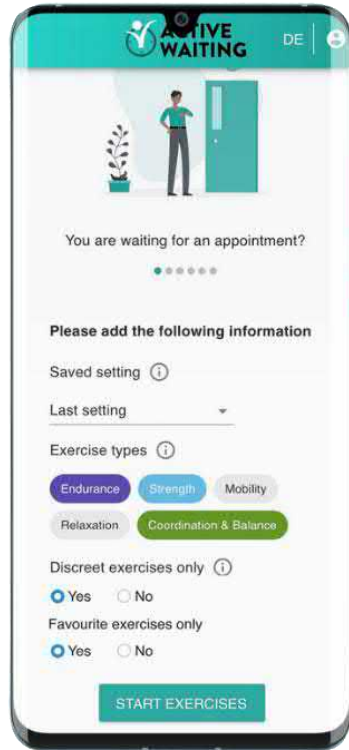 ACTIVE
WAITING
DE
You are waiting for an appointment?
Please add the following information
Saved setting
Last setting
Exercise types
Endurance Strength Mobility
Relaxation Coordination & Balance
Discreet exercises only
Yes No
Favourite exercises only
Yes No
START EXERCISES